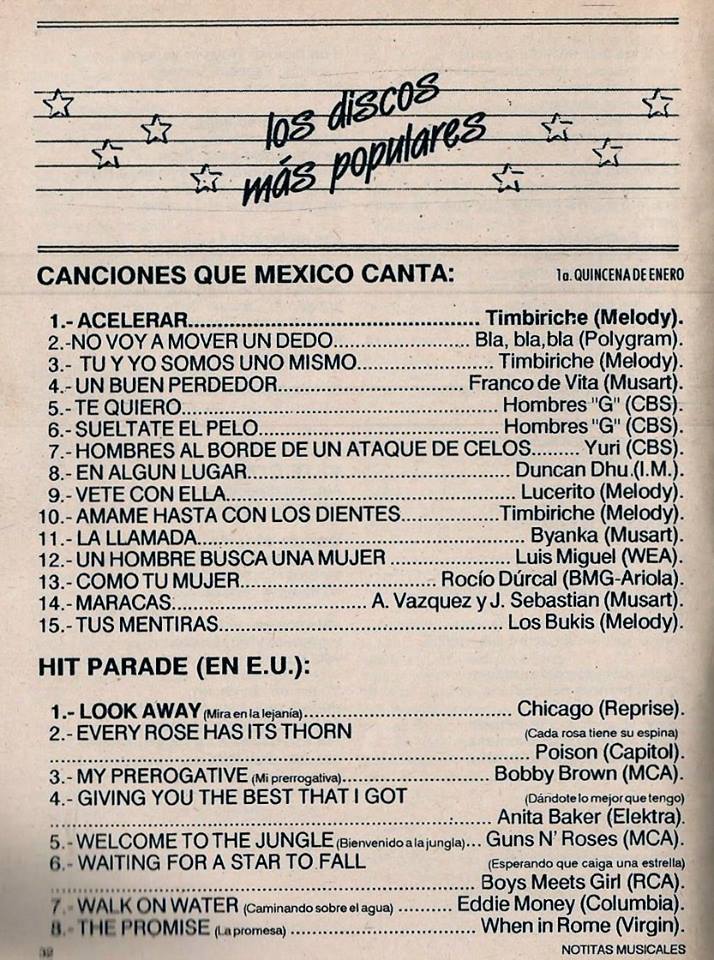 los discos
más populares
CANCIONES QUE MEXICO CANTA: 1a. QUINCENA DE ENERO
1.- ACELERAR.......................................... Timbiriche (Melody).
2.-NO VOY A MOVER UN DEDO.................... Bla, bla,bla (Polygram).
3.- TU Y YO SOMOS UNO MISMO.................... Timbiriche (Melody).
4.- UN BUEN PERDEDOR.......................... Franco de Vita (Musart).
5.- TE QUIERO............................................. Hombres "G" (CBS).
6.- SUELTATE EL PELO.................................. Hombres "G" (CBS).
7.- HOMBRES AL BORDE DE UN ATAQUE DE CELOS........ Yuri (CBS).
8.- EN ALGUN LUGAR..................................... Duncan Dhu.(I.M.).
9.- VETE CON ELLA......................................... Lucerito (Melody).
10.- AMAME HASTA CON LOS DIENTES.............. Timbiriche (Melody).
11.- LA LLAMADA............................................. Byanka (Musart).
12.- UN HOMBRE BUSCA UNA MUJER ................. Luis Miguel (WEA).
13.- COMO TU MUJER........................... Rocío Dúrcal (BMG-Ariola).
14.- MARACAS........................... A. Vazquez y J. Sebastian (Musart).
15.- TUS MENTIRAS....................................... Los Bukis (Melody).
HIT PARADE (EN E.U.):
1.- LOOK AWAY (Mira en la lejanía)............................. Chicago (Reprise).
2.- EVERY ROSE HAS ITS THORN (Cada rosa tiene su espina)
.................................................................. Poison (Capitol).
3.- MY PREROGATIVE (Mi prerrogativa)..................... Bobby Brown (MCA).
4.- GIVING YOU THE BEST THAT I GOT (Dándote lo mejor que tengo)
.............................................................. Anita Baker (Elektra).
5.- WELCOME TO THE JUNGLE (Bienvenido a la jungla)... Guns N' Roses (MCA).
6.- WAITING FOR A STAR TO FALL (Esperando que caiga una estrella)
............................................................ Boys Meets Girl (RCA).
7.- WALK ON WATER (Caminando sobre el agua) ......... Eddie Money (Columbia).
8.- THE PROMISE (La promesa) .......................... When in Rome (Virgin).
32 NOTITAS MUSICALES